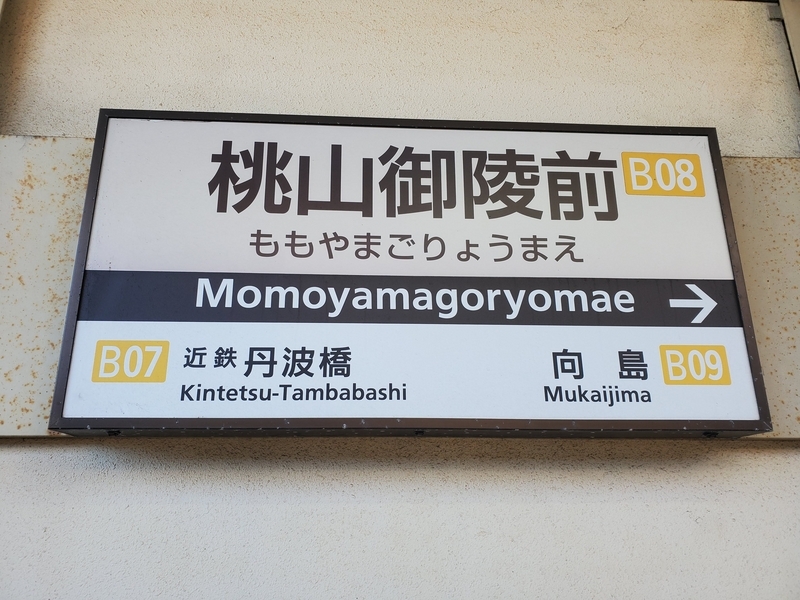 桃山御陵前 B08
ももやまごりょうまえ
Momoyamagoryomae →
B07 近鉄丹波橋 向島 B09
Kintetsu-Tambabashi Mukaijima